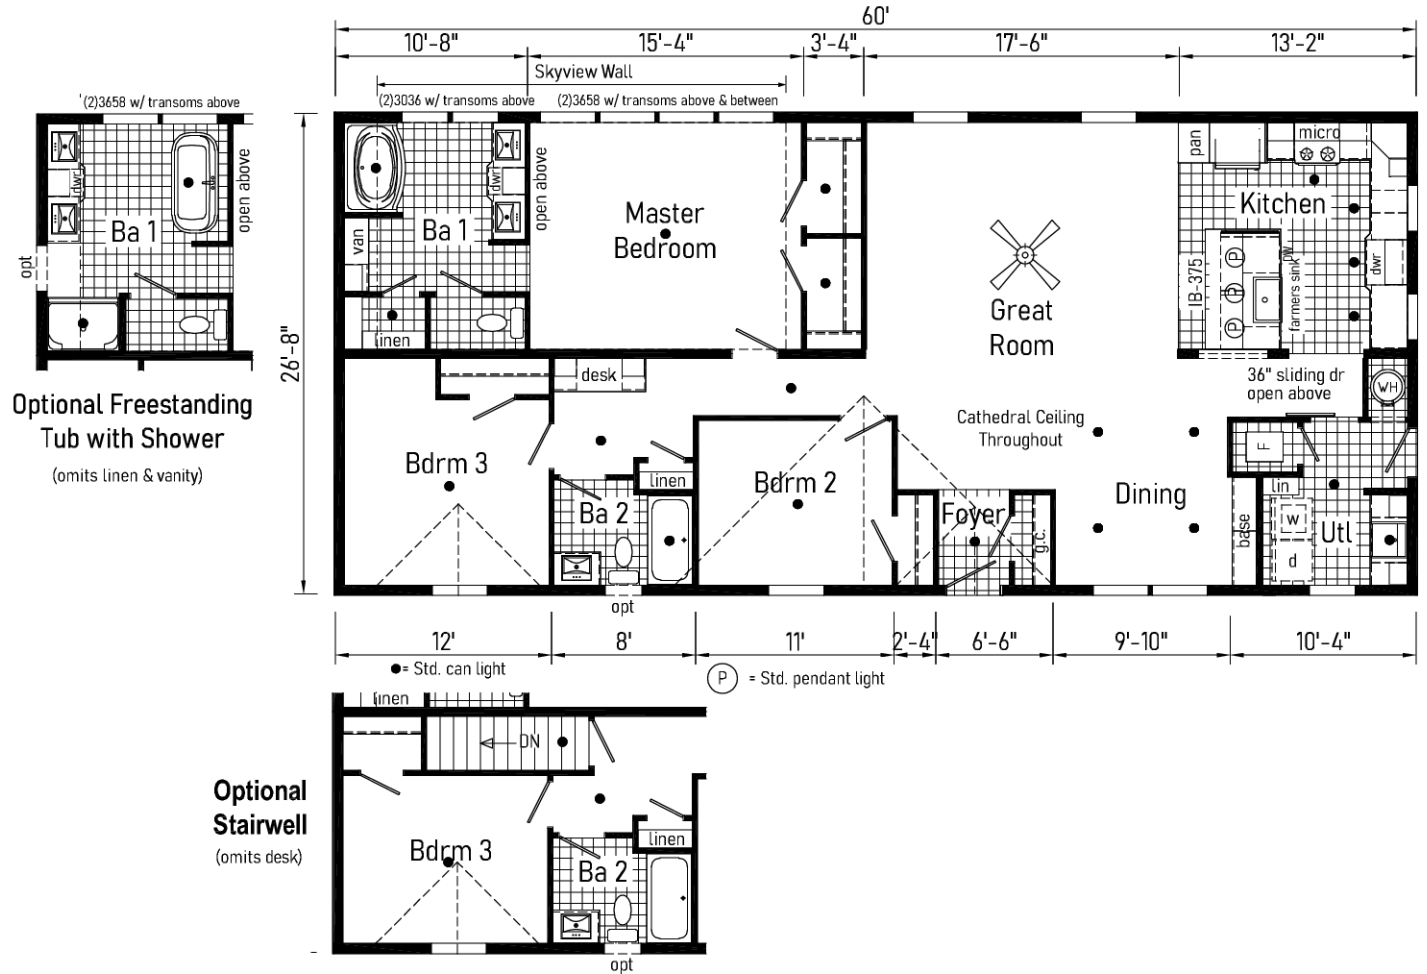 60'
10'-8"
15'-4"
3'-4"
17'-6"
13'-2"
Skyview Wall
(2)3658 w/ transoms above
(2)3036 w/ transoms above
(2)3658 w/ transoms above & between
dwr
open above
Ba 1
opt
Optional Freestanding
Tub with Shower
(omits linen & vanity)
26'-8"
dwr
open above
van
Ba 1
linen
Master
Bedroom
Great
Room
pan
micro
Kitchen
IB-375
P
P
P
DW
farmers sink
dwr
36" sliding dr
open above
WH
desk
Cathedral Ceiling
Throughout
Bdrm 3
linen
Ba 2
Bdrm 2
Foyer
g.c.
Dining
base
F
lin
w
d
Utl
opt
12'
8'
11'
2'-4"
6'-6"
9'-10"
10'-4"
= Std. can light
P = Std. pendant light
linen
DN
Optional
Stairwell
(omits desk)
Bdrm 3
linen
Ba 2
opt